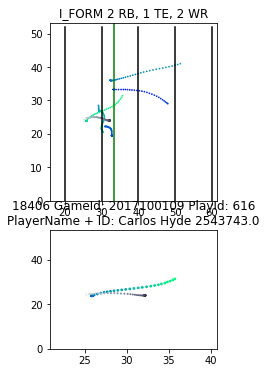 I_FORM 2 RB, 1 TE, 2 WR
50
40
30
20
10
0
20 30 40 50 60
18406 GameId: 2017100109 PlayId: 616
PlayerName + ID: Carlos Hyde 2543743.0
40
20
0
25 30 35 40